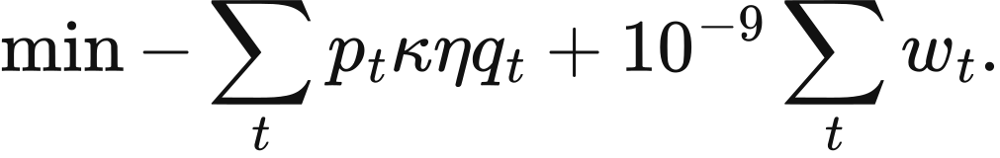 min − ∑_t p_t κ η q_t + 10^{−9} ∑_t w_t.